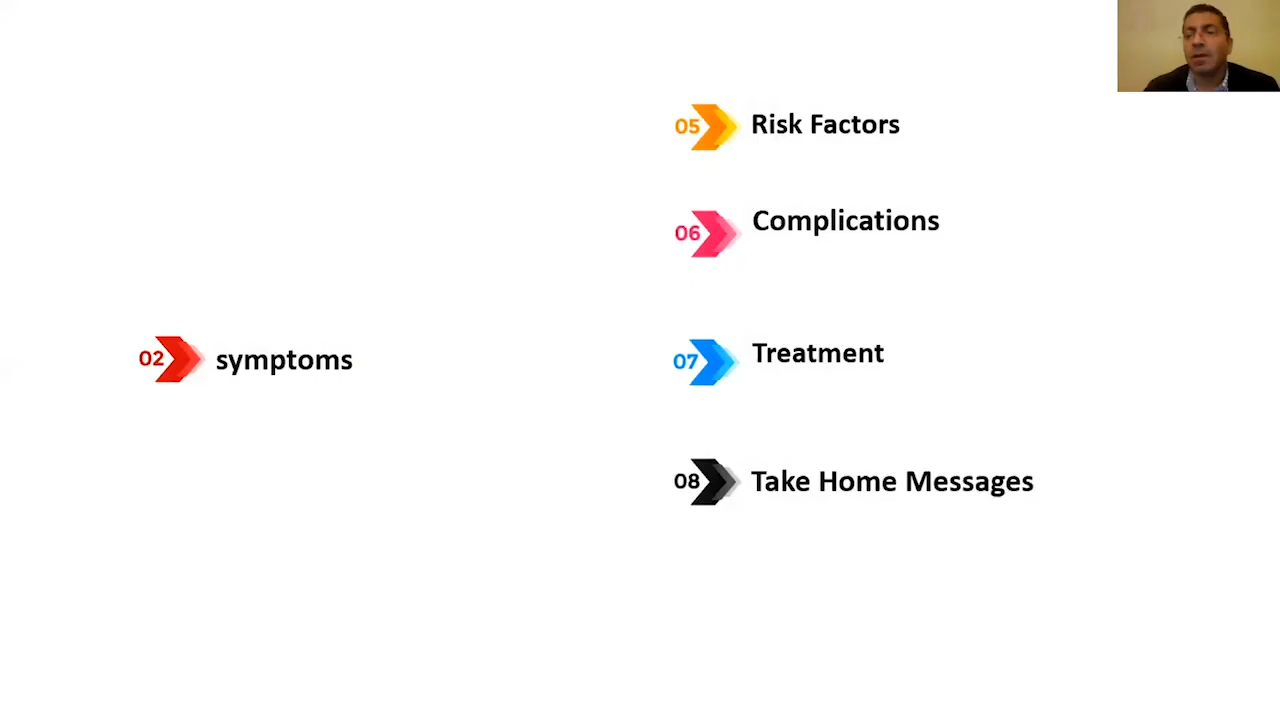 02 symptoms
05 Risk Factors
06 Complications
07 Treatment
08 Take Home Messages